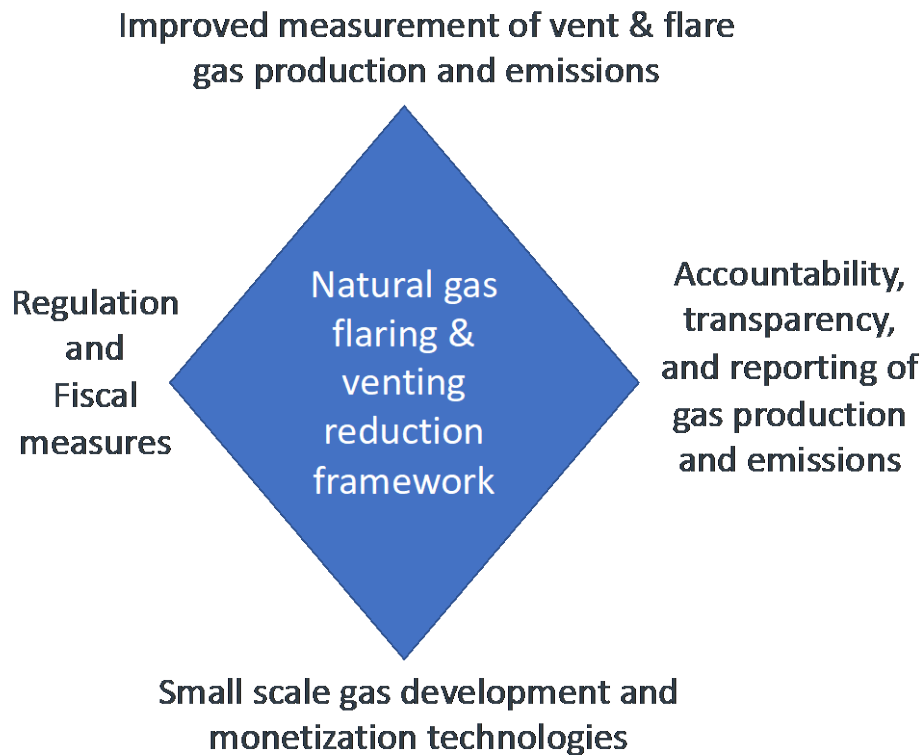 Improved measurement of vent & flare
gas production and emissions
Regulation
and
Fiscal
measures
Natural gas
flaring &
venting
reduction
framework
Accountability,
transparency,
and reporting of
gas production
and emissions
Small scale gas development and
monetization technologies